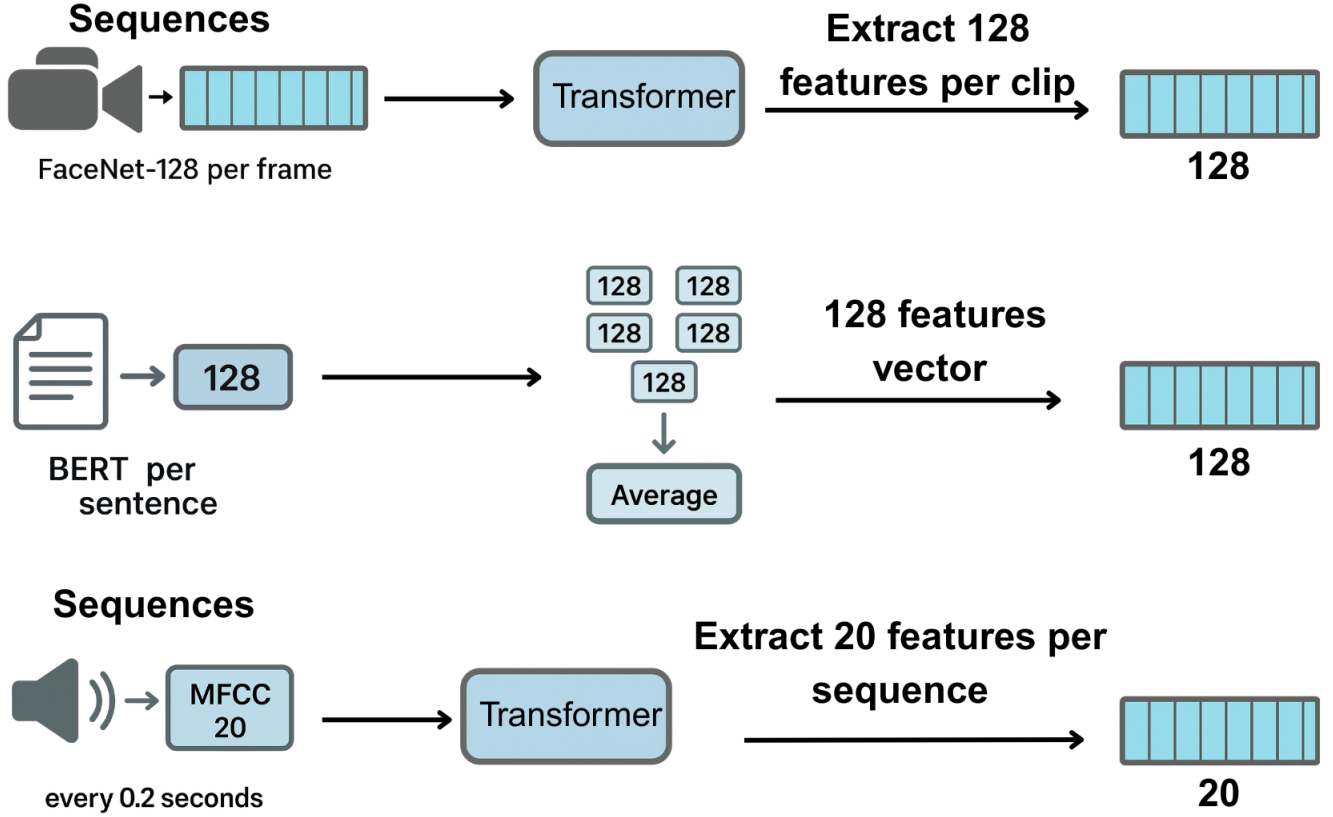 Sequences
FaceNet-128 per frame
Transformer
Extract 128
features per clip
128
BERT per
sentence
128
128 128
128 128
128
Average
128 features
vector
128
Sequences
MFCC
20
every 0.2 seconds
Transformer
Extract 20 features per
sequence
20